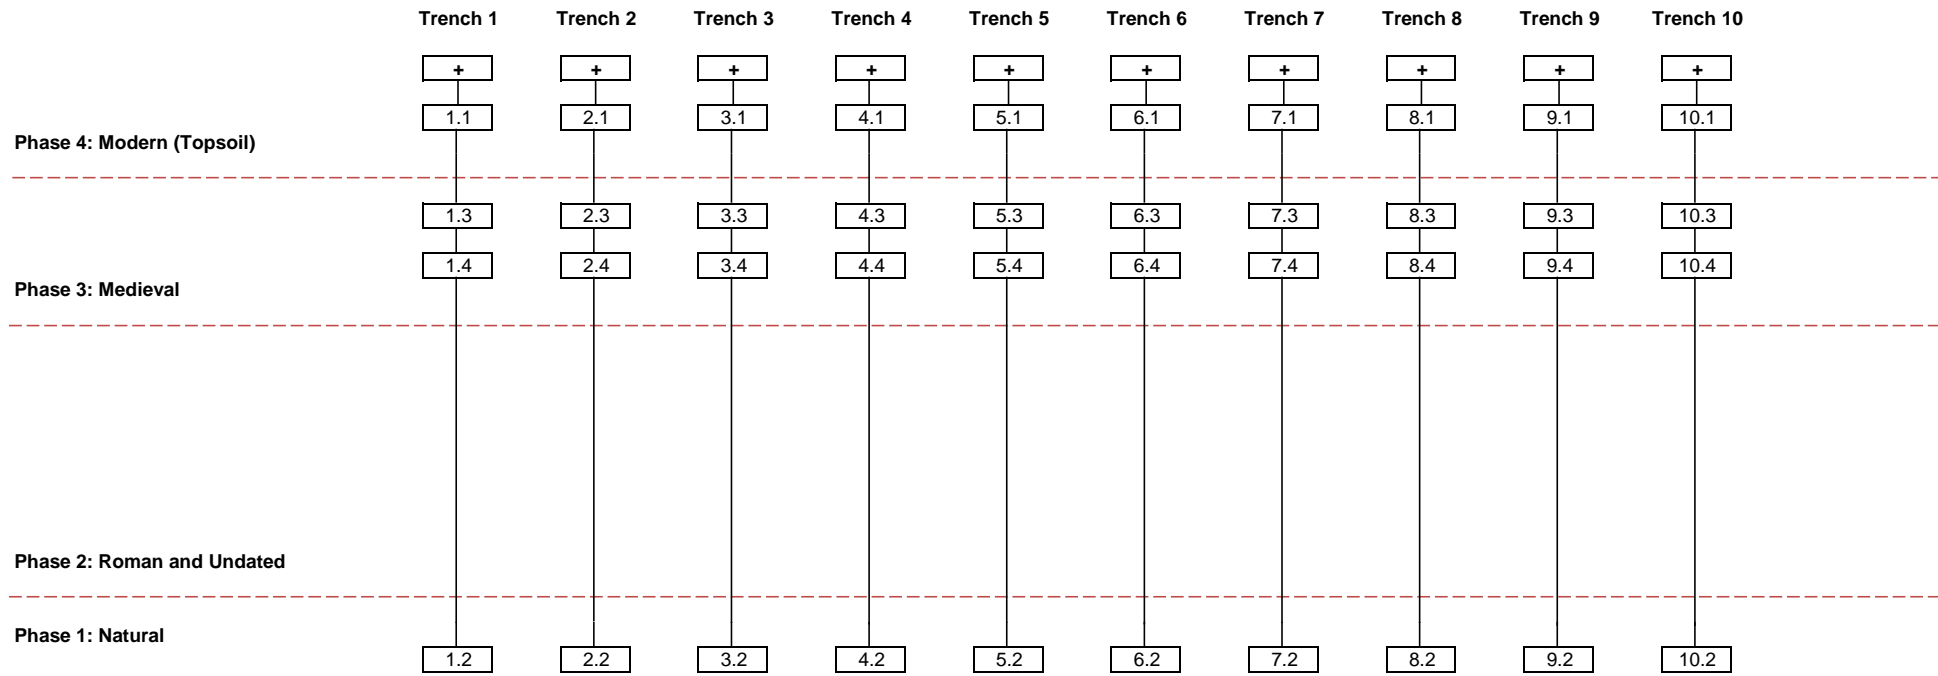 Trench 1 Trench 2 Trench 3 Trench 4 Trench 5 Trench 6 Trench 7 Trench 8 Trench 9 Trench 10
+ + + + + + + + + +
1.1 2.1 3.1 4.1 5.1 6.1 7.1 8.1 9.1 10.1
Phase 4: Modern (Topsoil)
1.3 2.3 3.3 4.3 5.3 6.3 7.3 8.3 9.3 10.3
1.4 2.4 3.4 4.4 5.4 6.4 7.4 8.4 9.4 10.4
Phase 3: Medieval
Phase 2: Roman and Undated
Phase 1: Natural
1.2 2.2 3.2 4.2 5.2 6.2 7.2 8.2 9.2 10.2